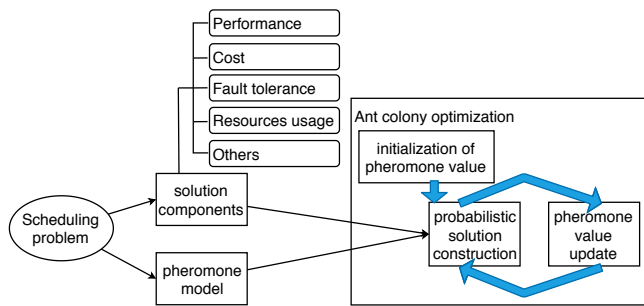 Performance
Cost
Fault tolerance
Resources usage
Others
Ant colony optimization
initialization of
pheromone value
solution
components
Scheduling
problem
probabilistic
solution
construction
pheromone
value
update
pheromone
model